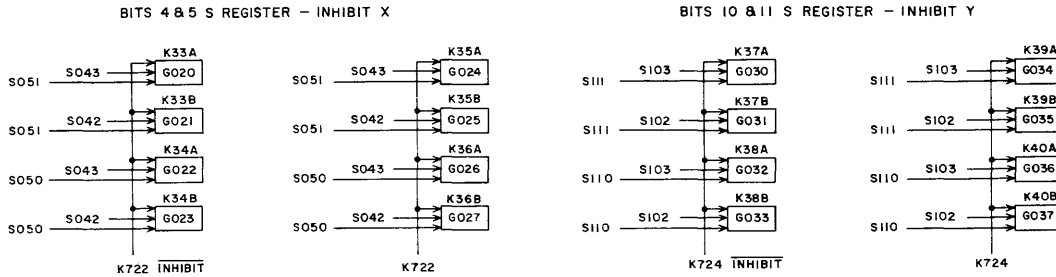 BITS 4 & 5 S REGISTER – INHIBIT X
BITS 10 & 11 S REGISTER – INHIBIT Y
K33A
S043
G020
S051
K33B
S042
G021
S051
K34A
S043
G022
S050
K34B
S042
G023
S050
K722 INHIBIT
K35A
S043
G024
S051
K35B
S042
G025
S051
K36A
S043
G026
S050
K36B
S042
G027
S050
K722
K37A
S103
G030
S111
K37B
S102
G031
S111
K38A
S103
G032
S110
K38B
S102
G033
S110
K724 INHIBIT
K39A
S103
G034
S111
K39B
S102
G035
S111
K40A
S103
G036
S110
K40B
S102
G037
S110
K724